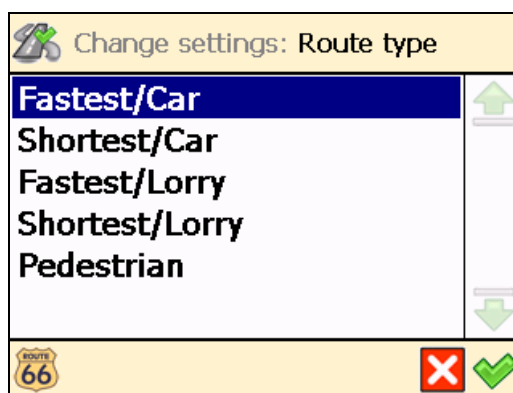 Change settings: Route type
Fastest/Car
Shortest/Car
Fastest/Lorry
Shortest/Lorry
Pedestrian
ROUTE
66